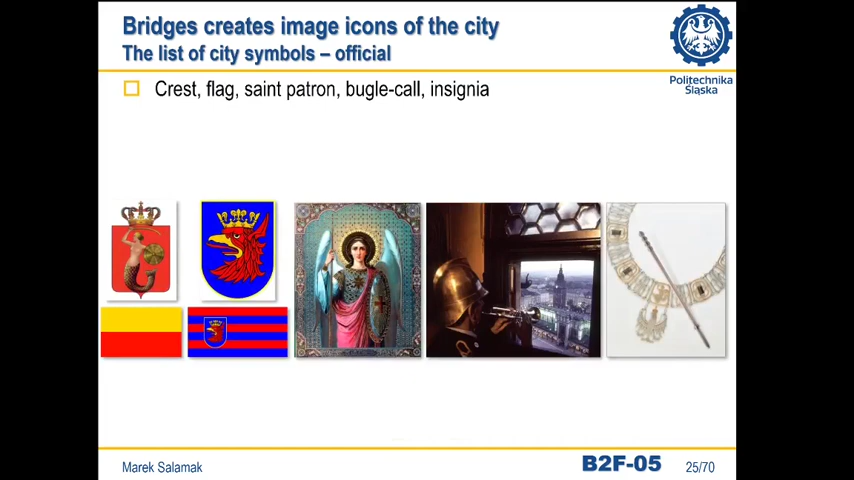 Bridges creates image icons of the city
The list of city symbols – official
Politechnika
Śląska
Crest, flag, saint patron, bugle-call, insignia
Marek Salamak
B2F-05
25/70